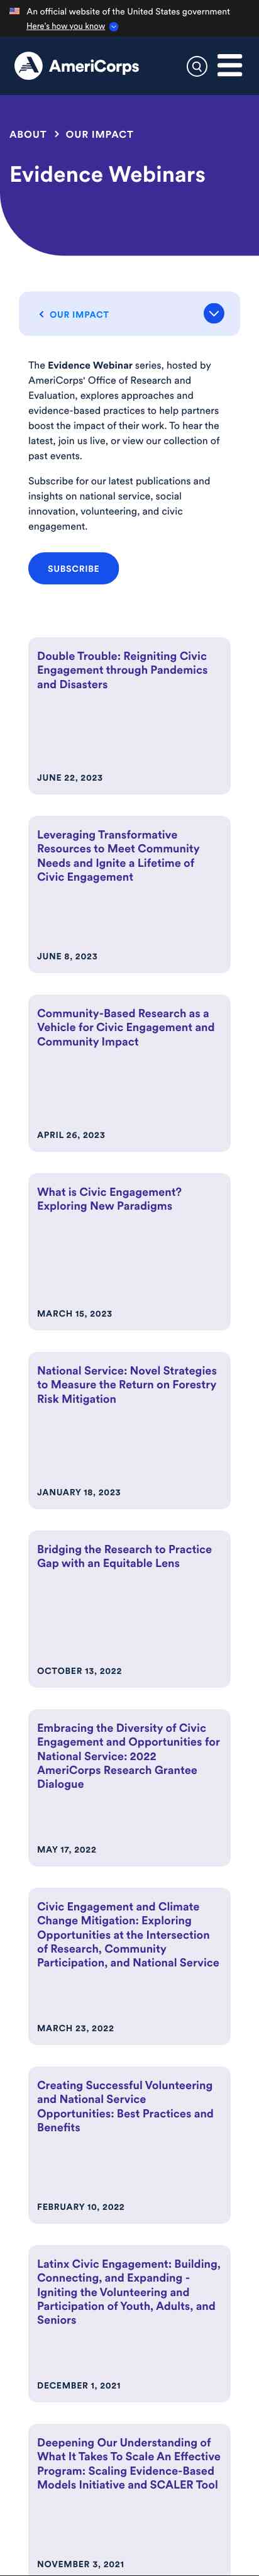 An official website of the United States government
Here's how you know
AmeriCorps
ABOUT > OUR IMPACT
Evidence Webinars
OUR IMPACT
The Evidence Webinar series, hosted by
AmeriCorps' Office of Research and
Evaluation, explores approaches and
evidence-based practices to help partners
boost the impact of their work. To hear the
latest, join us live, or view our collection of
past events.
Subscribe for our latest publications and
insights on national service, social
innovation, volunteering, and civic
engagement.
SUBSCRIBE
Double Trouble: Reigniting Civic
Engagement through Pandemics
and Disasters
JUNE 22, 2023
Leveraging Transformative
Resources to Meet Community
Needs and Ignite a Lifetime of
Civic Engagement
JUNE 8, 2023
Community-Based Research as a
Vehicle for Civic Engagement and
Community Impact
APRIL 26, 2023
What is Civic Engagement?
Exploring New Paradigms
MARCH 15, 2023
National Service: Novel Strategies
to Measure the Return on Forestry
Risk Mitigation
JANUARY 18, 2023
Bridging the Research to Practice
Gap with an Equitable Lens
OCTOBER 13, 2022
Embracing the Diversity of Civic
Engagement and Opportunities for
National Service: 2022
AmeriCorps Research Grantee
Dialogue
MAY 17, 2022
Civic Engagement and Climate
Change Mitigation: Exploring
Opportunities at the Intersection
of Research, Community
Participation, and National Service
MARCH 23, 2022
Creating Successful Volunteering
and National Service
Opportunities: Best Practices and
Benefits
FEBRUARY 10, 2022
Latinx Civic Engagement: Building,
Connecting, and Expanding -
Igniting the Volunteering and
Participation of Youth, Adults, and
Seniors
DECEMBER 1, 2021
Deepening Our Understanding of
What It Takes To Scale An Effective
Program: Scaling Evidence-Based
Models Initiative and SCALER Tool
NOVEMBER 3, 2021